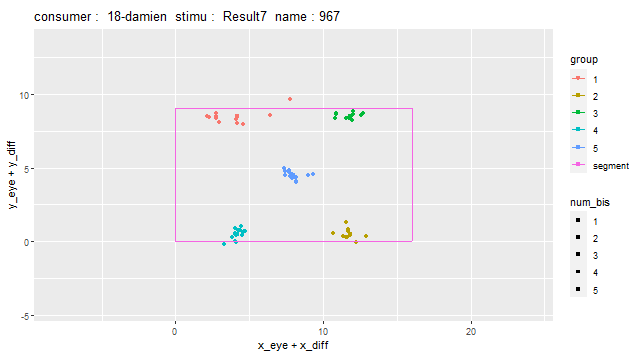 consumer : 18-damien stimu : Result7 name : 967
group
1
2
3
4
5
segment
num_bis
1
2
3
4
5
10
5
0
-5
y_eye + y_diff
0
10
20
x_eye + x_diff